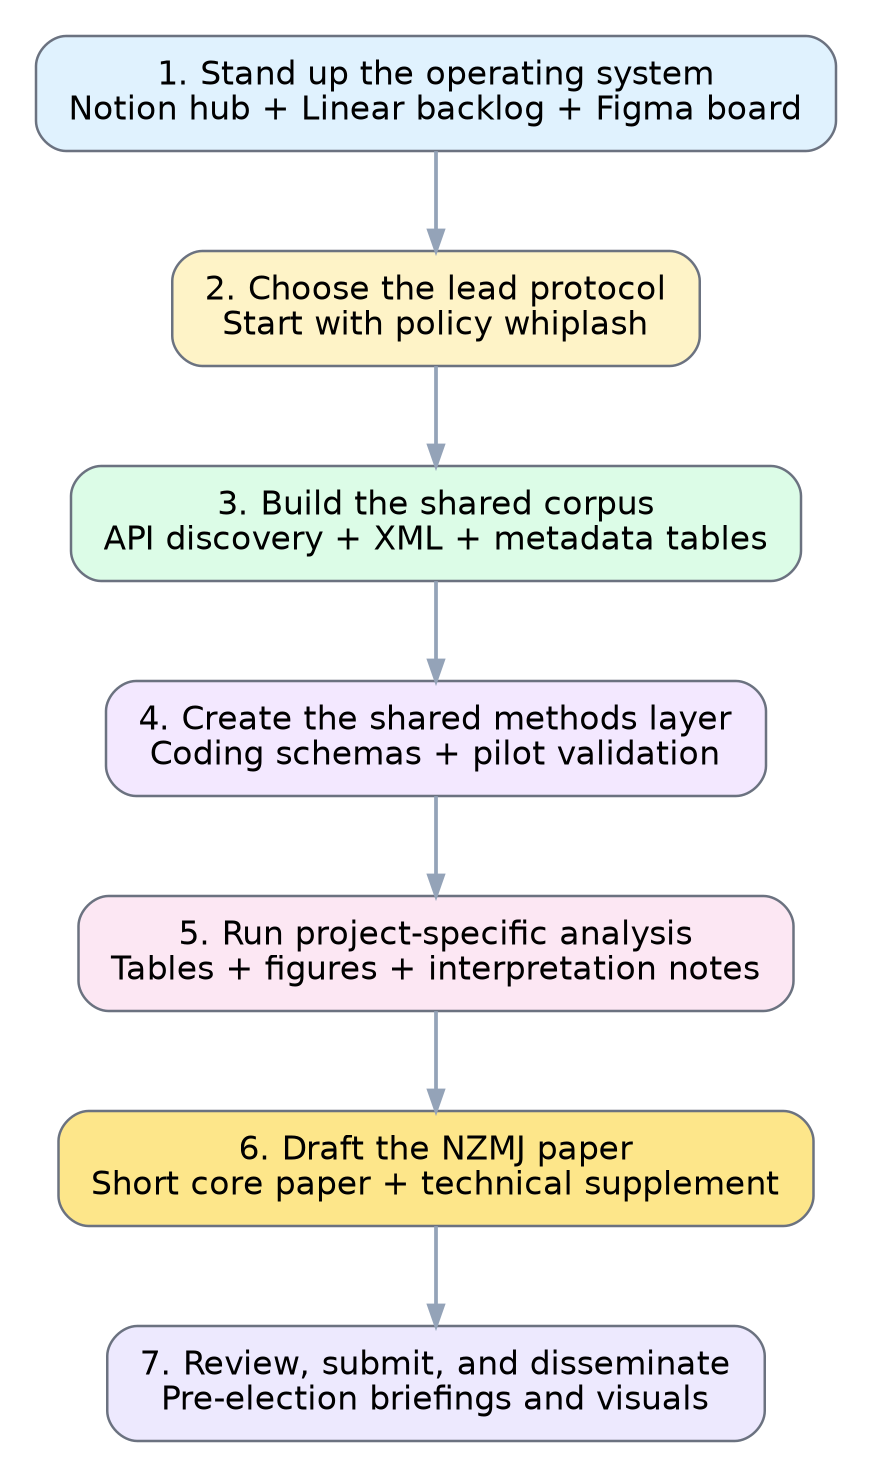 1. Stand up the operating system
Notion hub + Linear backlog + Figma board
2. Choose the lead protocol
Start with policy whiplash
3. Build the shared corpus
API discovery + XML + metadata tables
4. Create the shared methods layer
Coding schemas + pilot validation
5. Run project-specific analysis
Tables + figures + interpretation notes
6. Draft the NZMJ paper
Short core paper + technical supplement
7. Review, submit, and disseminate
Pre-election briefings and visuals